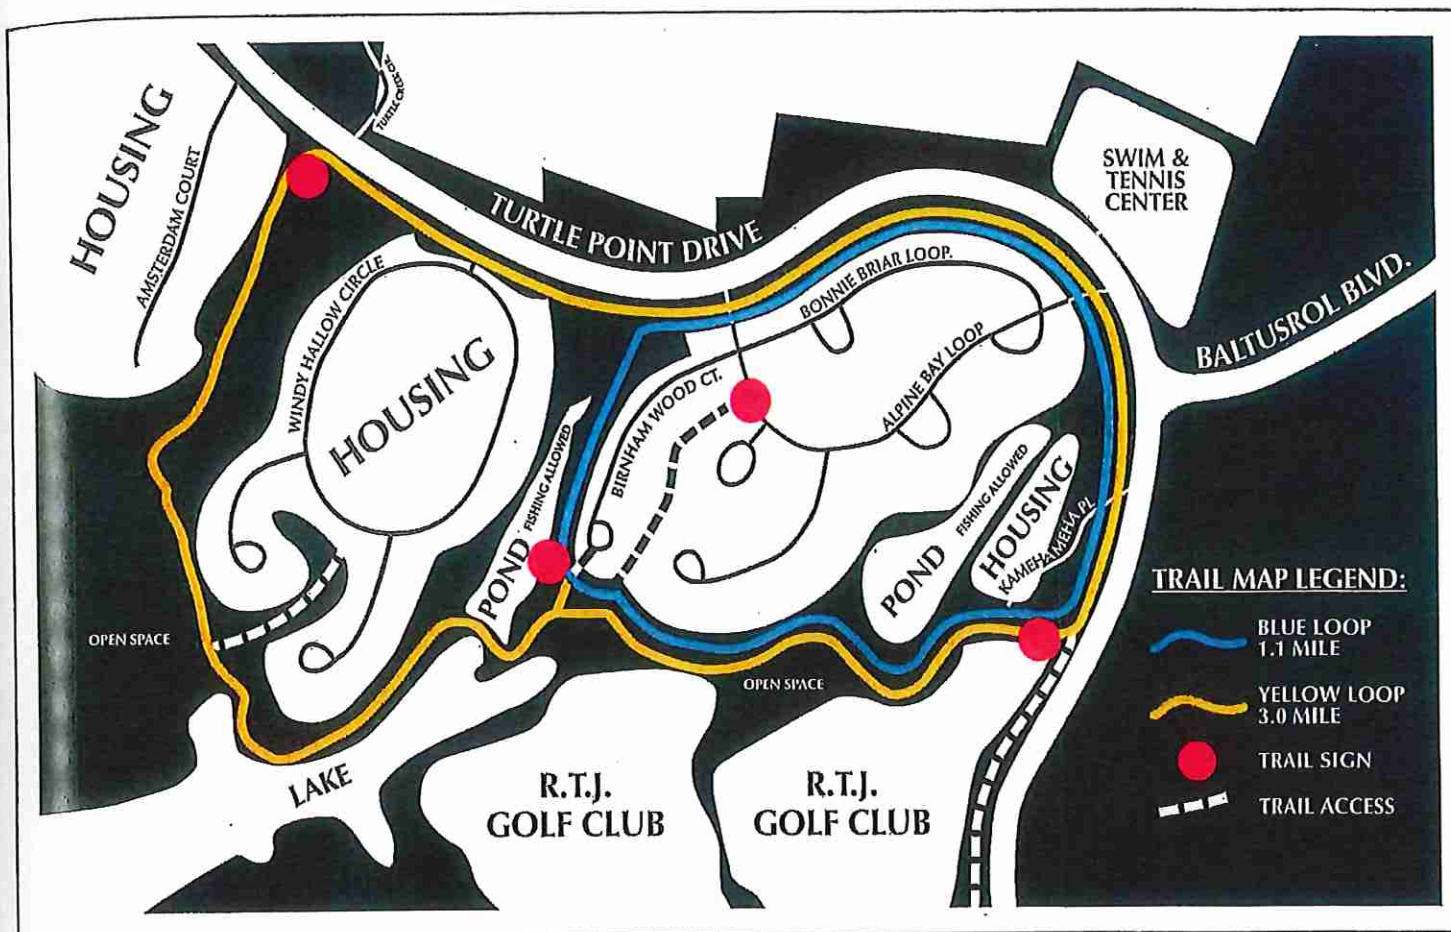 HOUSING
AMSTERDAM COURT
TURTLE CREEK CIR.
TURTLE POINT DRIVE
SWIM &
TENNIS
CENTER
BALTUSROL BLVD.
WINDY HALLOW CIRCLE
HOUSING
BONNIE BRIAR LOOP.
ALPINE BAY LOOP
BIRNHAM WOOD CT.
POND
FISHING ALLOWED
POND
FISHING ALLOWED
HOUSING
KAMEHAMEHA PL
OPEN SPACE
OPEN SPACE
LAKE
R.T.J.
GOLF CLUB
R.T.J.
GOLF CLUB
TRAIL MAP LEGEND:
BLUE LOOP
1.1 MILE
YELLOW LOOP
3.0 MILE
TRAIL SIGN
TRAIL ACCESS